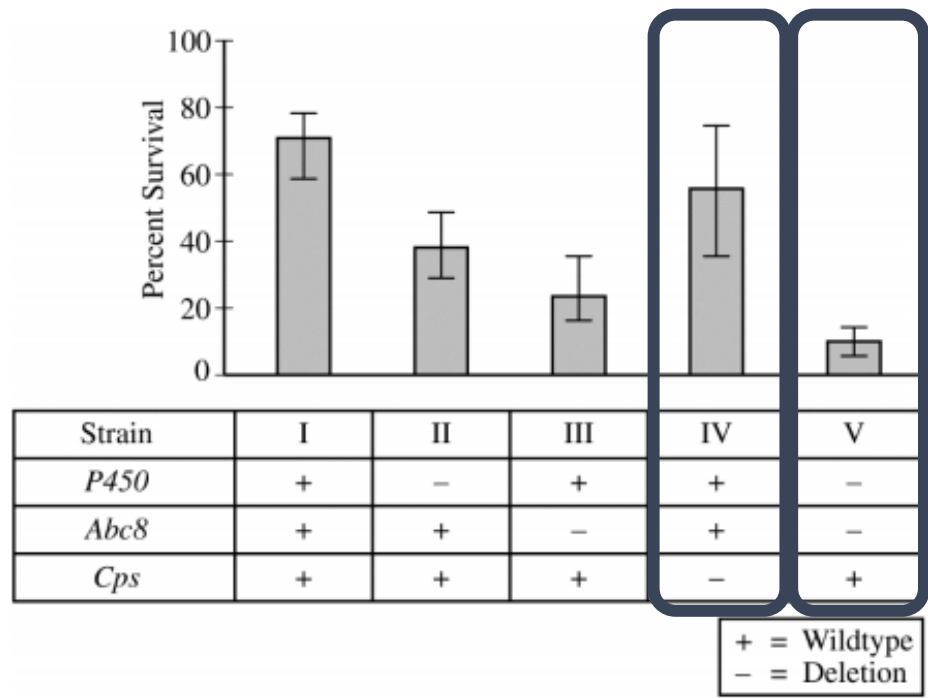 100
80
60
40
20
0
Percent Survival
Strain I II III IV V
P450 + – + + –
Abc8 + + – + –
Cps + + + – +
+ = Wildtype
– = Deletion